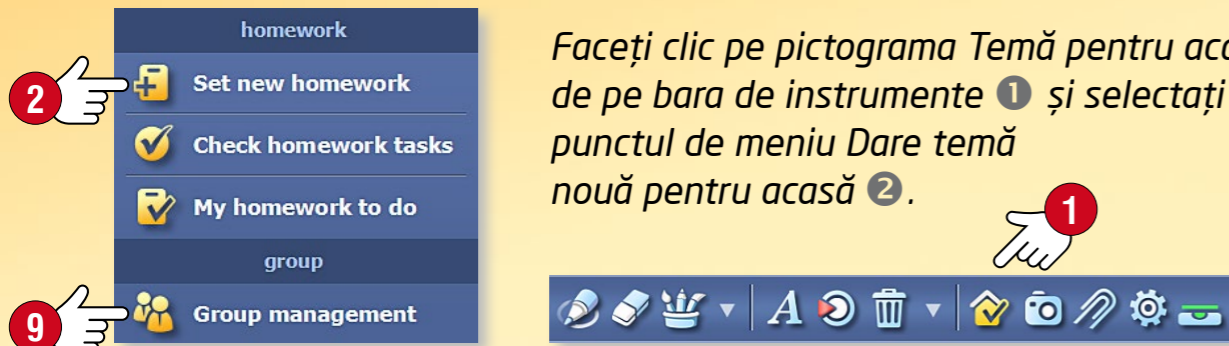 homework
2
Set new homework
Check homework tasks
My homework to do
group
9
Group management
Faceți clic pe pictograma Temă pentru
de pe bara de instrumente ❶ și selectați
punctul de meniu Dare temă
nouă pentru acasă ❷.
1
A